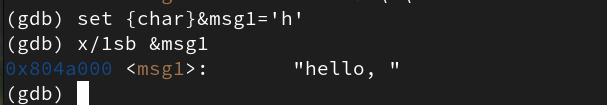 (gdb) set {char}&msg1='h'
(gdb) x/1sb &msg1
0x804a000 <msg1>:        "hello, "
(gdb)